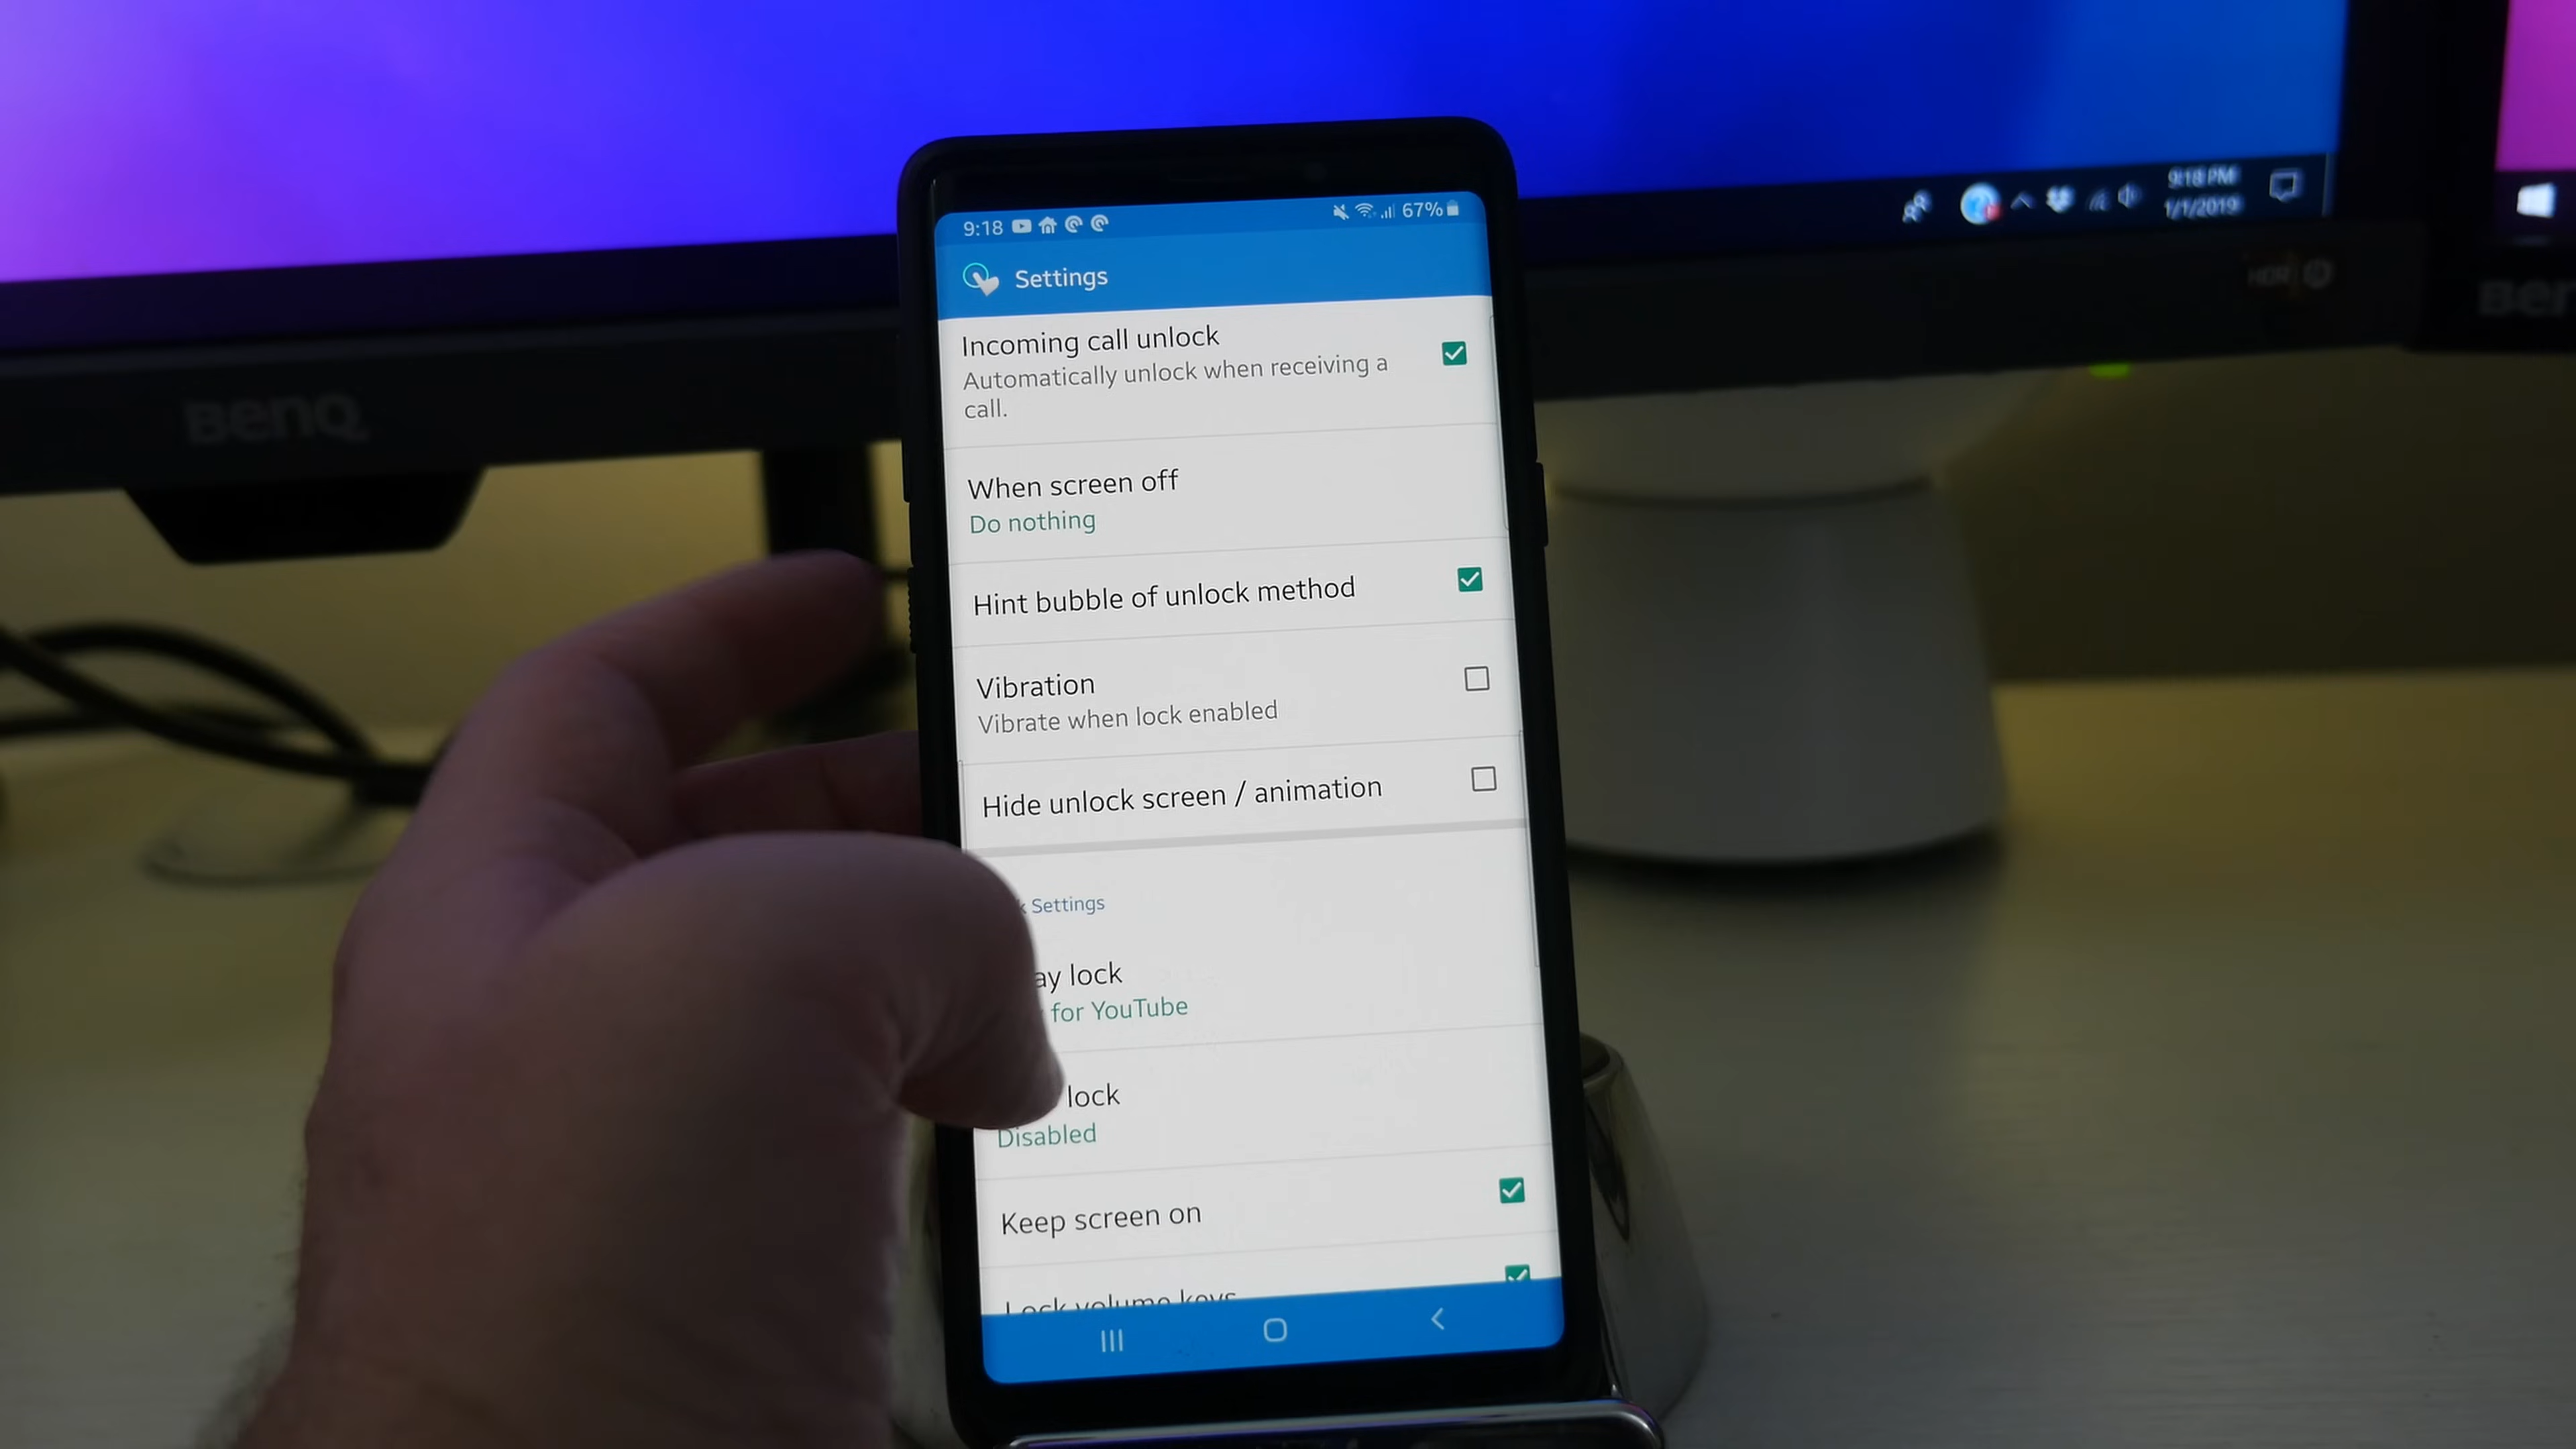 9:18 PM
1/1/2019
HDR
BenQ
9:18
67%
Settings
Incoming call unlock
Automatically unlock when receiving a
call.
When screen off
Do nothing
Hint bubble of unlock method
Vibration
Vibrate when lock enabled
Hide unlock screen / animation
Settings
lock
for YouTube
lock
Disabled
Keep screen on
Lock volume keys